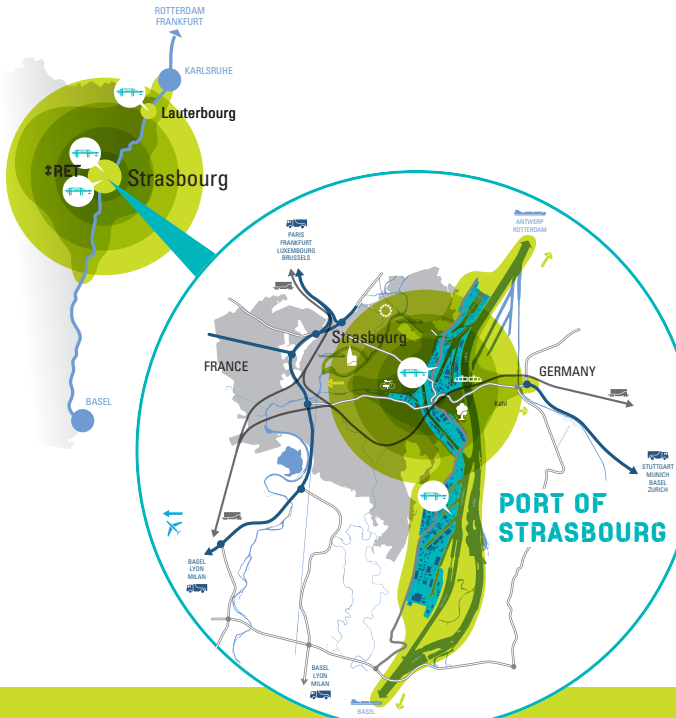 ROTTERDAM
FRANKFURT
KARLSRUHE
Lauterbourg
RET
Strasbourg
ANTWERP
ROTTERDAM
PARIS
FRANKFURT
LUXEMBOURG
BRUSSELS
Strasbourg
FRANCE
GERMANY
Kehl
BASEL
STUTTGART
MUNICH
BASEL
ZURICH
PORT OF
STRASBOURG
BASEL
LYON
MILAN
BASEL
LYON
MILAN
BASEL